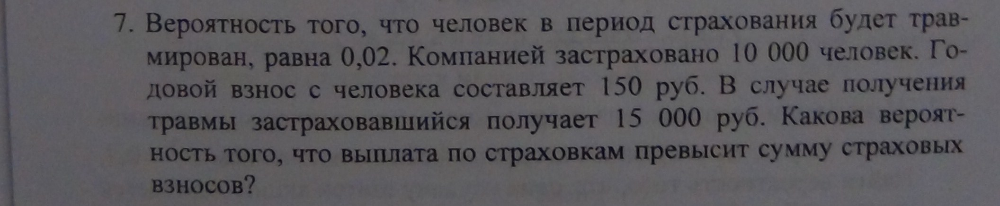 7. Вероятность того, что человек в период страхования будет трав-
мирован, равна 0,02. Компанией застраховано 10 000 человек. Го-
довой взнос с человека составляет 150 руб. В случае получения
травмы застраховавшийся получает 15 000 руб. Какова вероят-
ность того, что выплата по страховкам превысит сумму страховых
взносов?